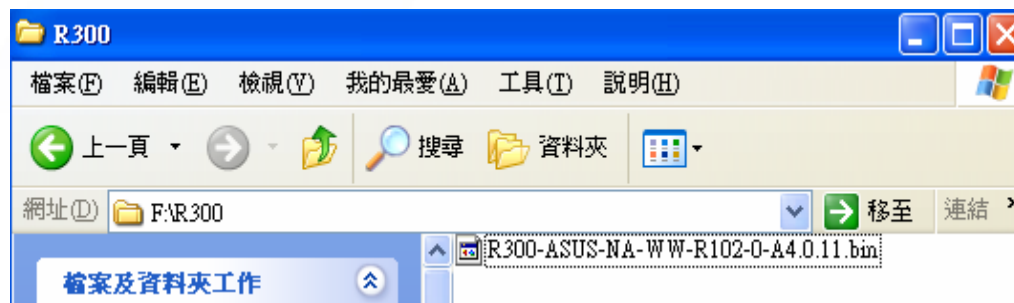 R300
檔案(F) 編輯(E) 檢視(V) 我的最愛(A) 工具(T) 說明(H)
上一頁 搜尋 資料夾
網址(D) F:\R300 移至 連結 »
R300-ASUS-NA-WW-R102-0-A4.0.11.bin
檔案及資料夾工作